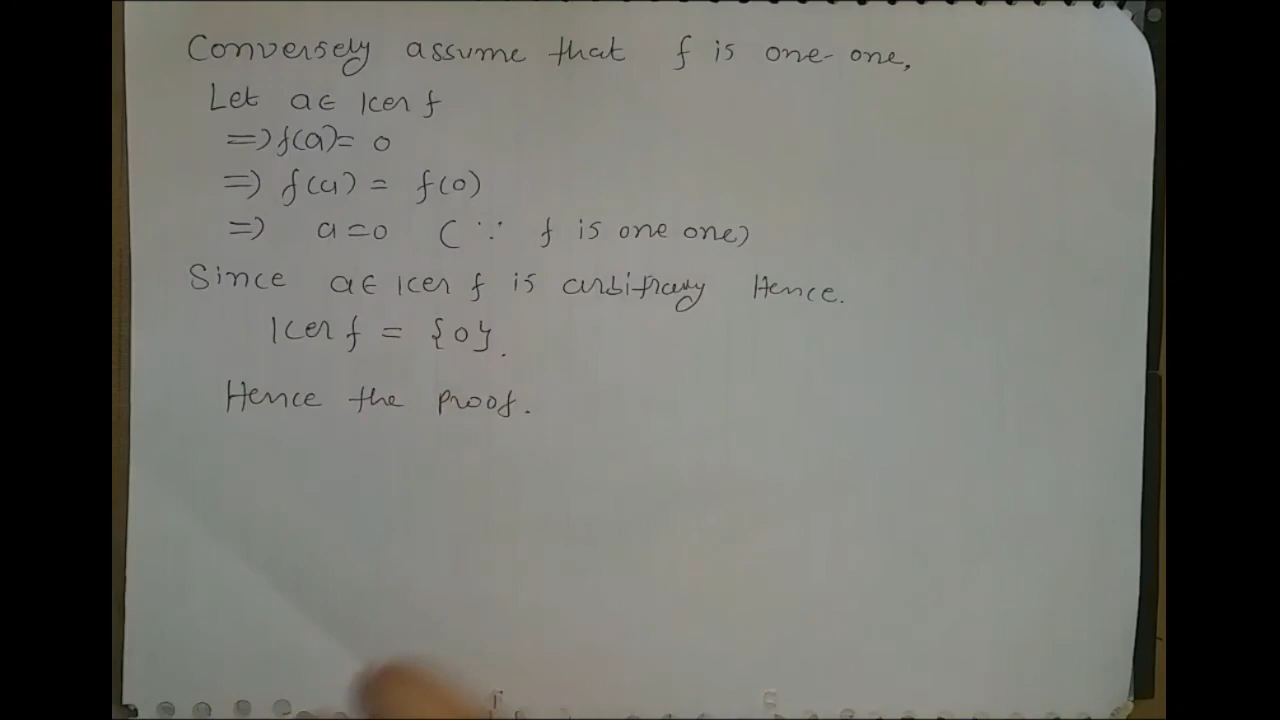 Conversely assume that f is one-one,
Let a ∈ ker f
=> f(a) = 0
=> f(a) = f(0)
=> a = 0 (∵ f is one one)
Since a ∈ ker f is arbitrary Hence.
ker f = {0}.
Hence the proof.